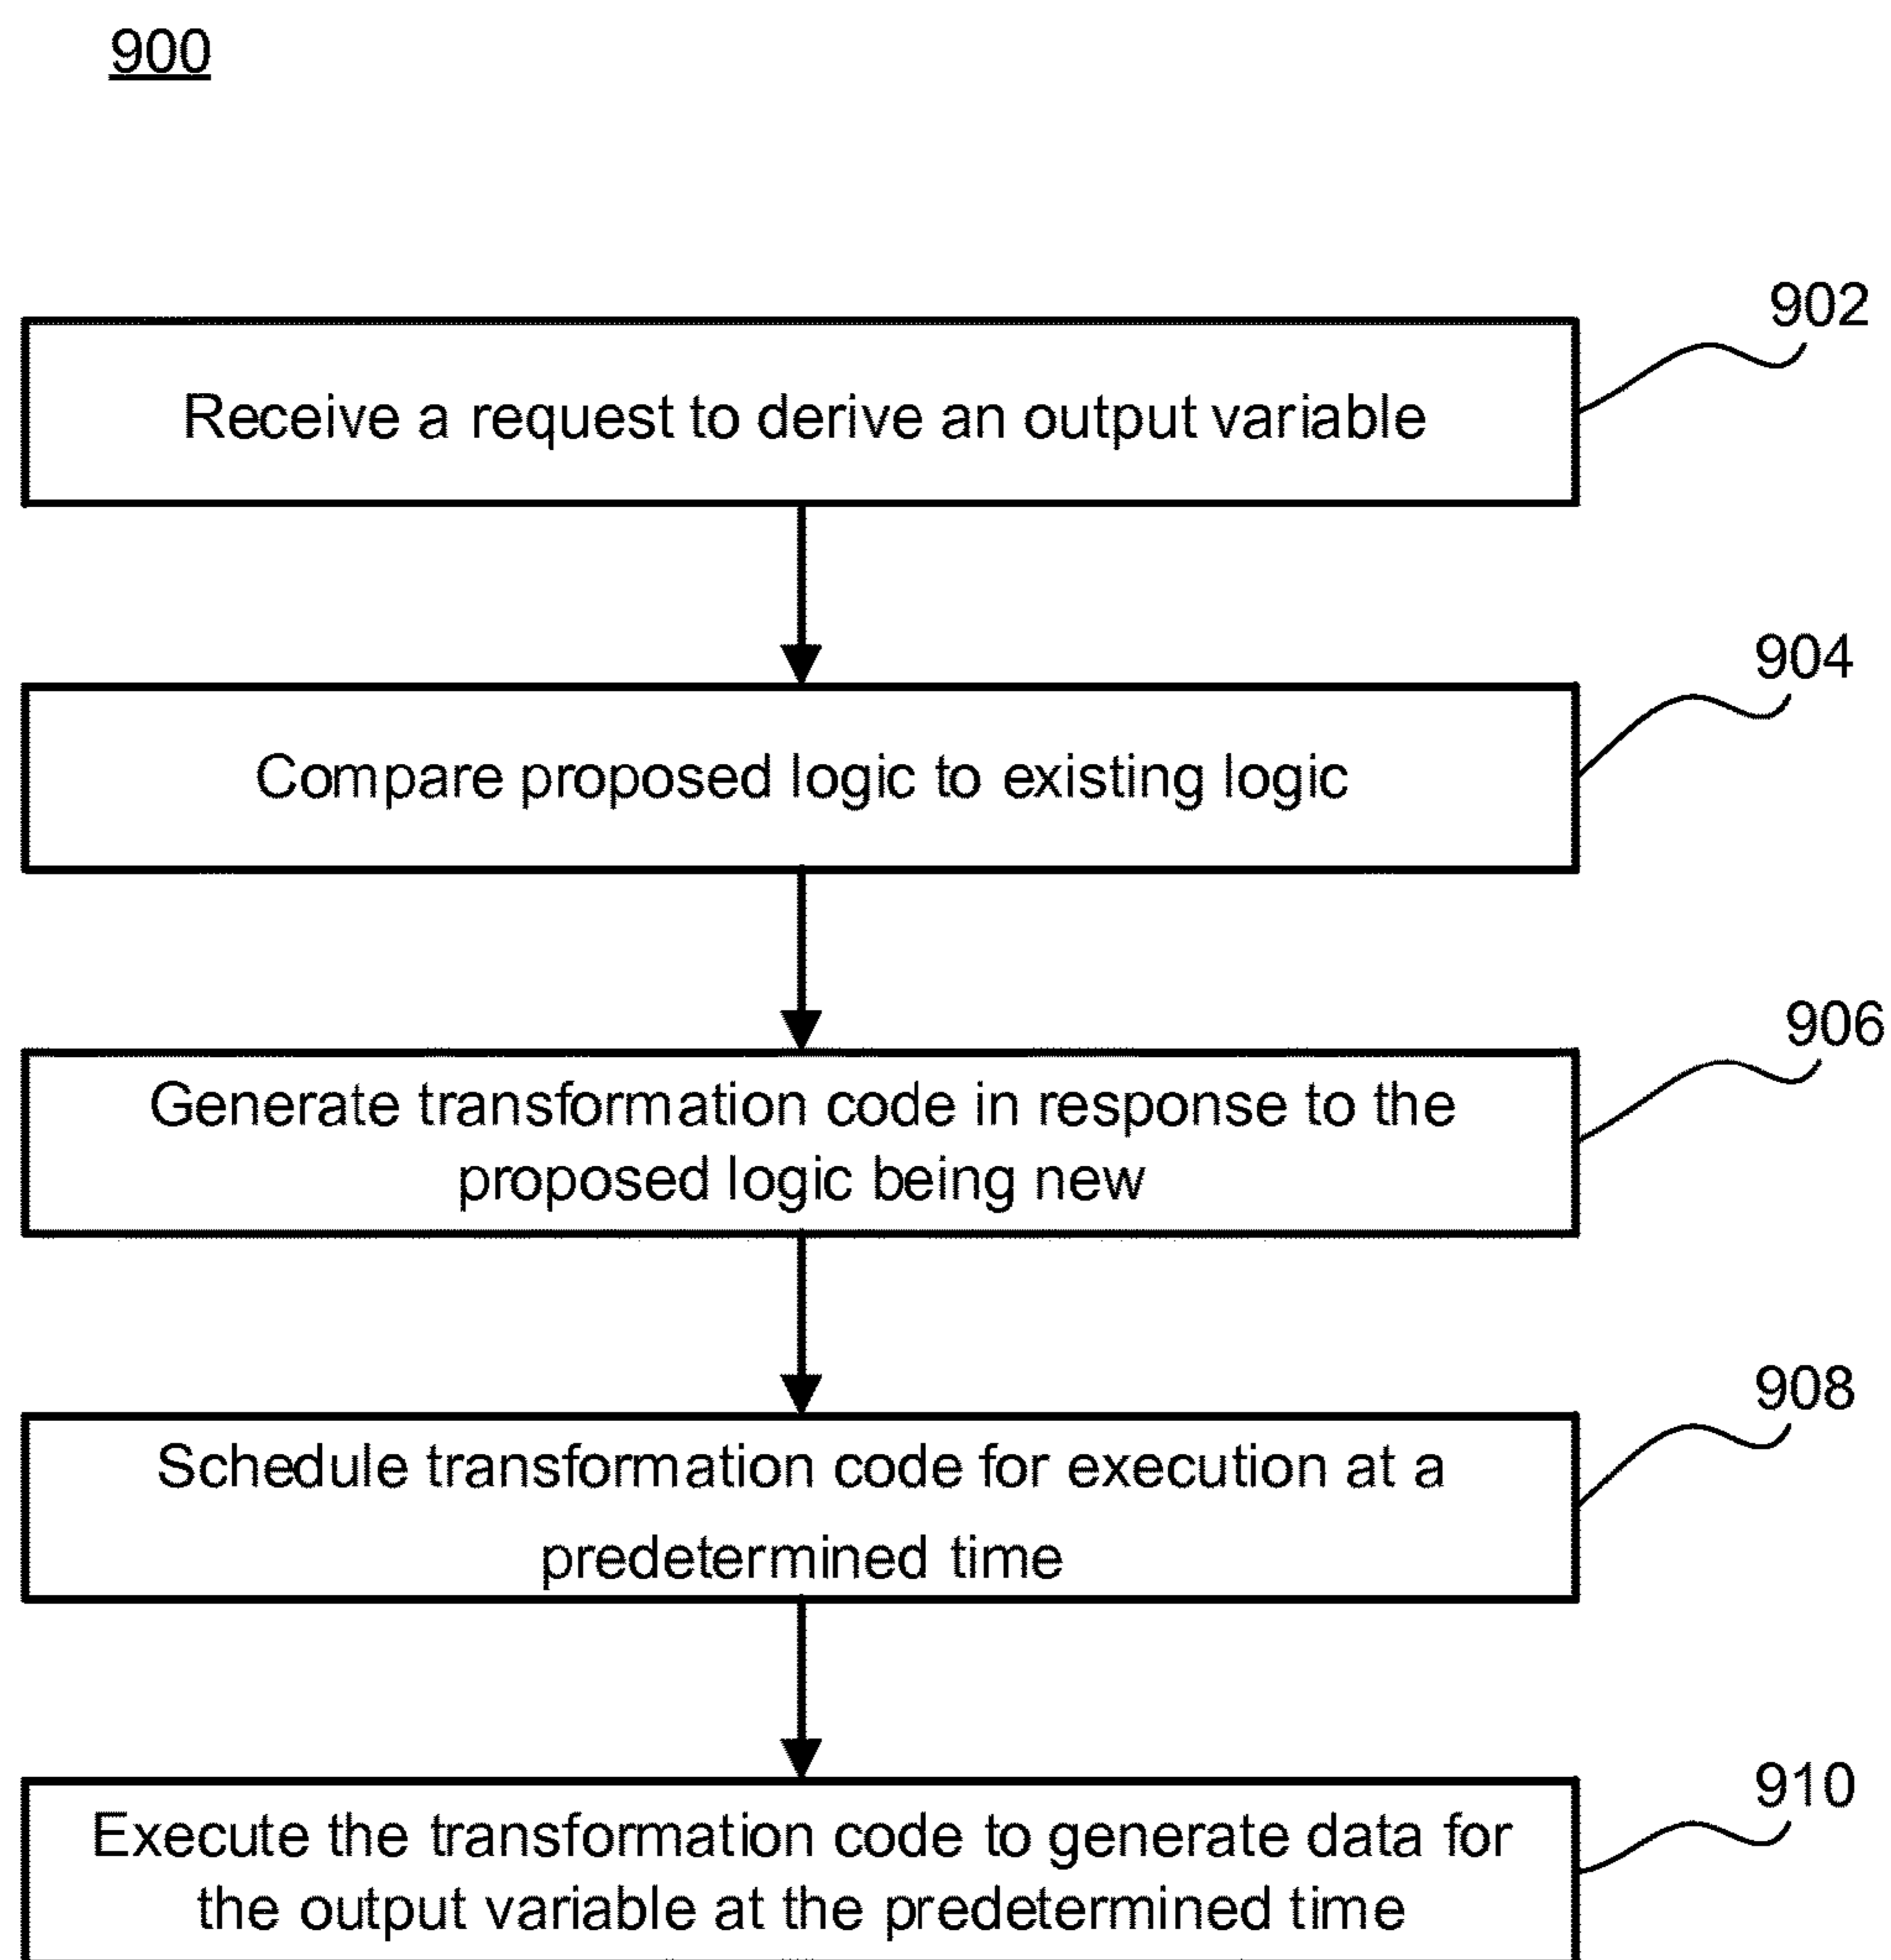 900
902
Receive a request to derive an output variable
904
Compare proposed logic to existing logic
906
Generate transformation code in response to the
proposed logic being new
908
Schedule transformation code for execution at a
predetermined time
910
Execute the transformation code to generate data for
the output variable at the predetermined time